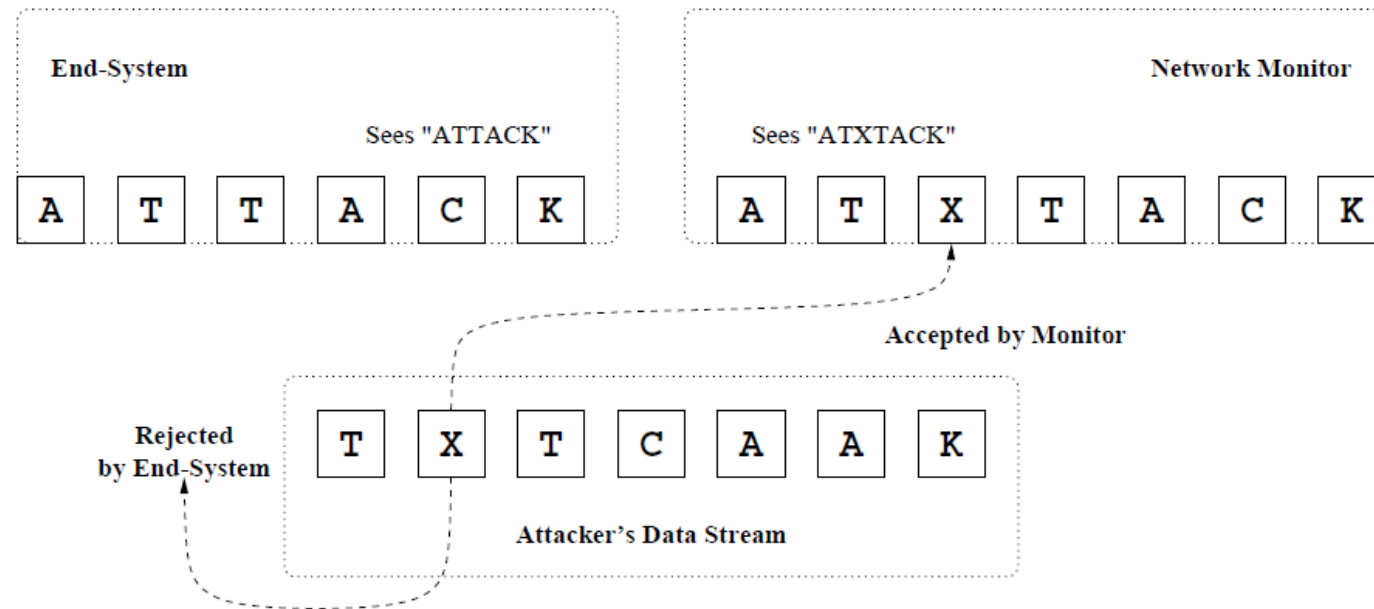 End-System
Network Monitor
Sees "ATTACK"
Sees "ATXTACK"
A T T A C K
A T X T A C K
Accepted by Monitor
Rejected
by End-System
T X T C A A K
Attacker’s Data Stream